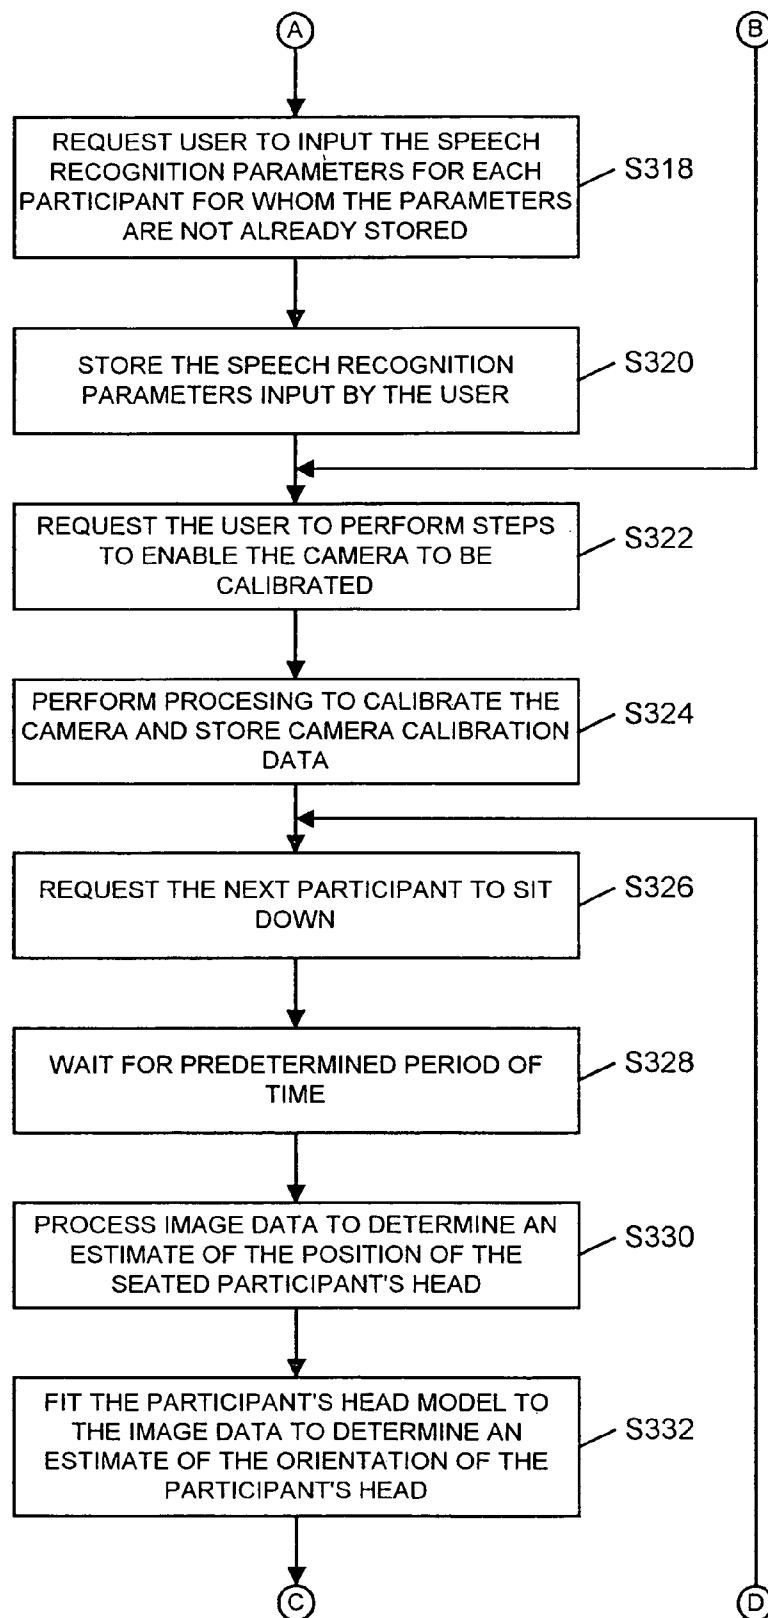 A
B
REQUEST USER TO INPUT THE SPEECH
RECOGNITION PARAMETERS FOR EACH
PARTICIPANT FOR WHOM THE PARAMETERS
ARE NOT ALREADY STORED
S318
STORE THE SPEECH RECOGNITION
PARAMETERS INPUT BY THE USER
S320
REQUEST THE USER TO PERFORM STEPS
TO ENABLE THE CAMERA TO BE
CALIBRATED
S322
PERFORM PROCESING TO CALIBRATE THE
CAMERA AND STORE CAMERA CALIBRATION
DATA
S324
REQUEST THE NEXT PARTICIPANT TO SIT
DOWN
S326
WAIT FOR PREDETERMINED PERIOD OF
TIME
S328
PROCESS IMAGE DATA TO DETERMINE AN
ESTIMATE OF THE POSITION OF THE
SEATED PARTICIPANT'S HEAD
S330
FIT THE PARTICIPANT'S HEAD MODEL TO
THE IMAGE DATA TO DETERMINE AN
ESTIMATE OF THE ORIENTATION OF THE
PARTICIPANT'S HEAD
S332
C
D